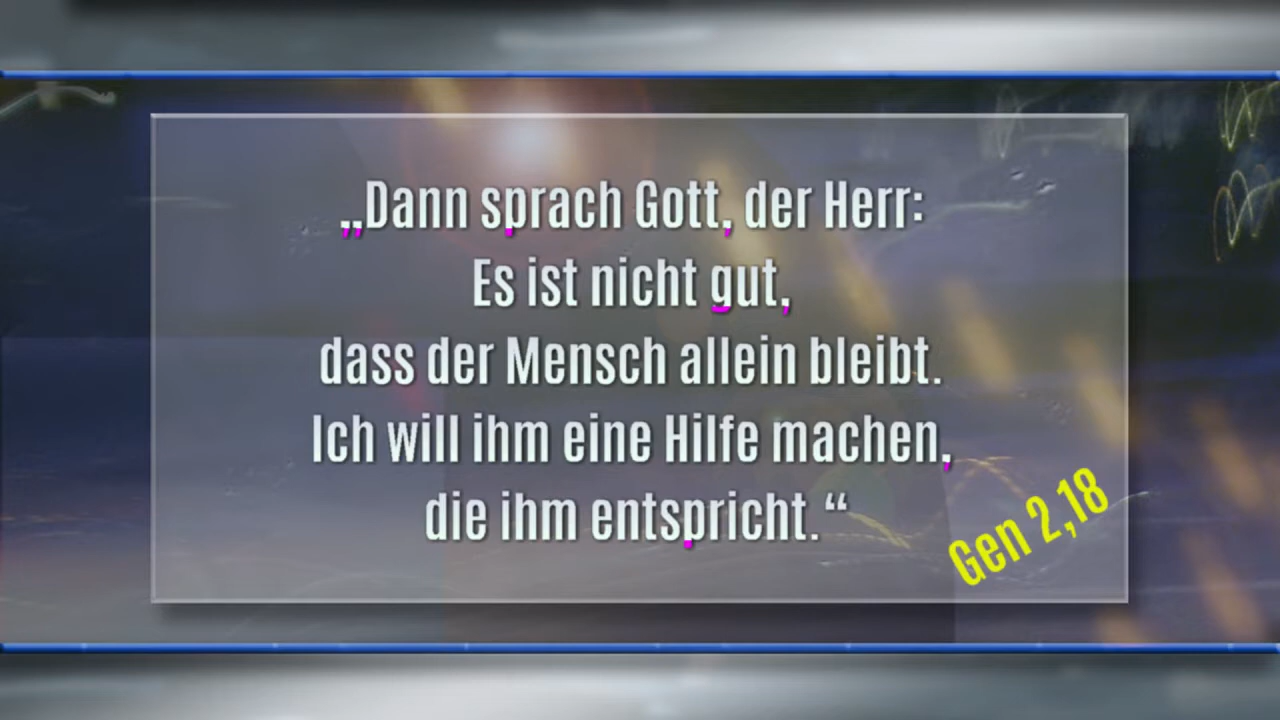 „Dann sprach Gott, der Herr:
Es ist nicht gut,
dass der Mensch allein bleibt.
Ich will ihm eine Hilfe machen,
die ihm entspricht.“
Gen 2,18